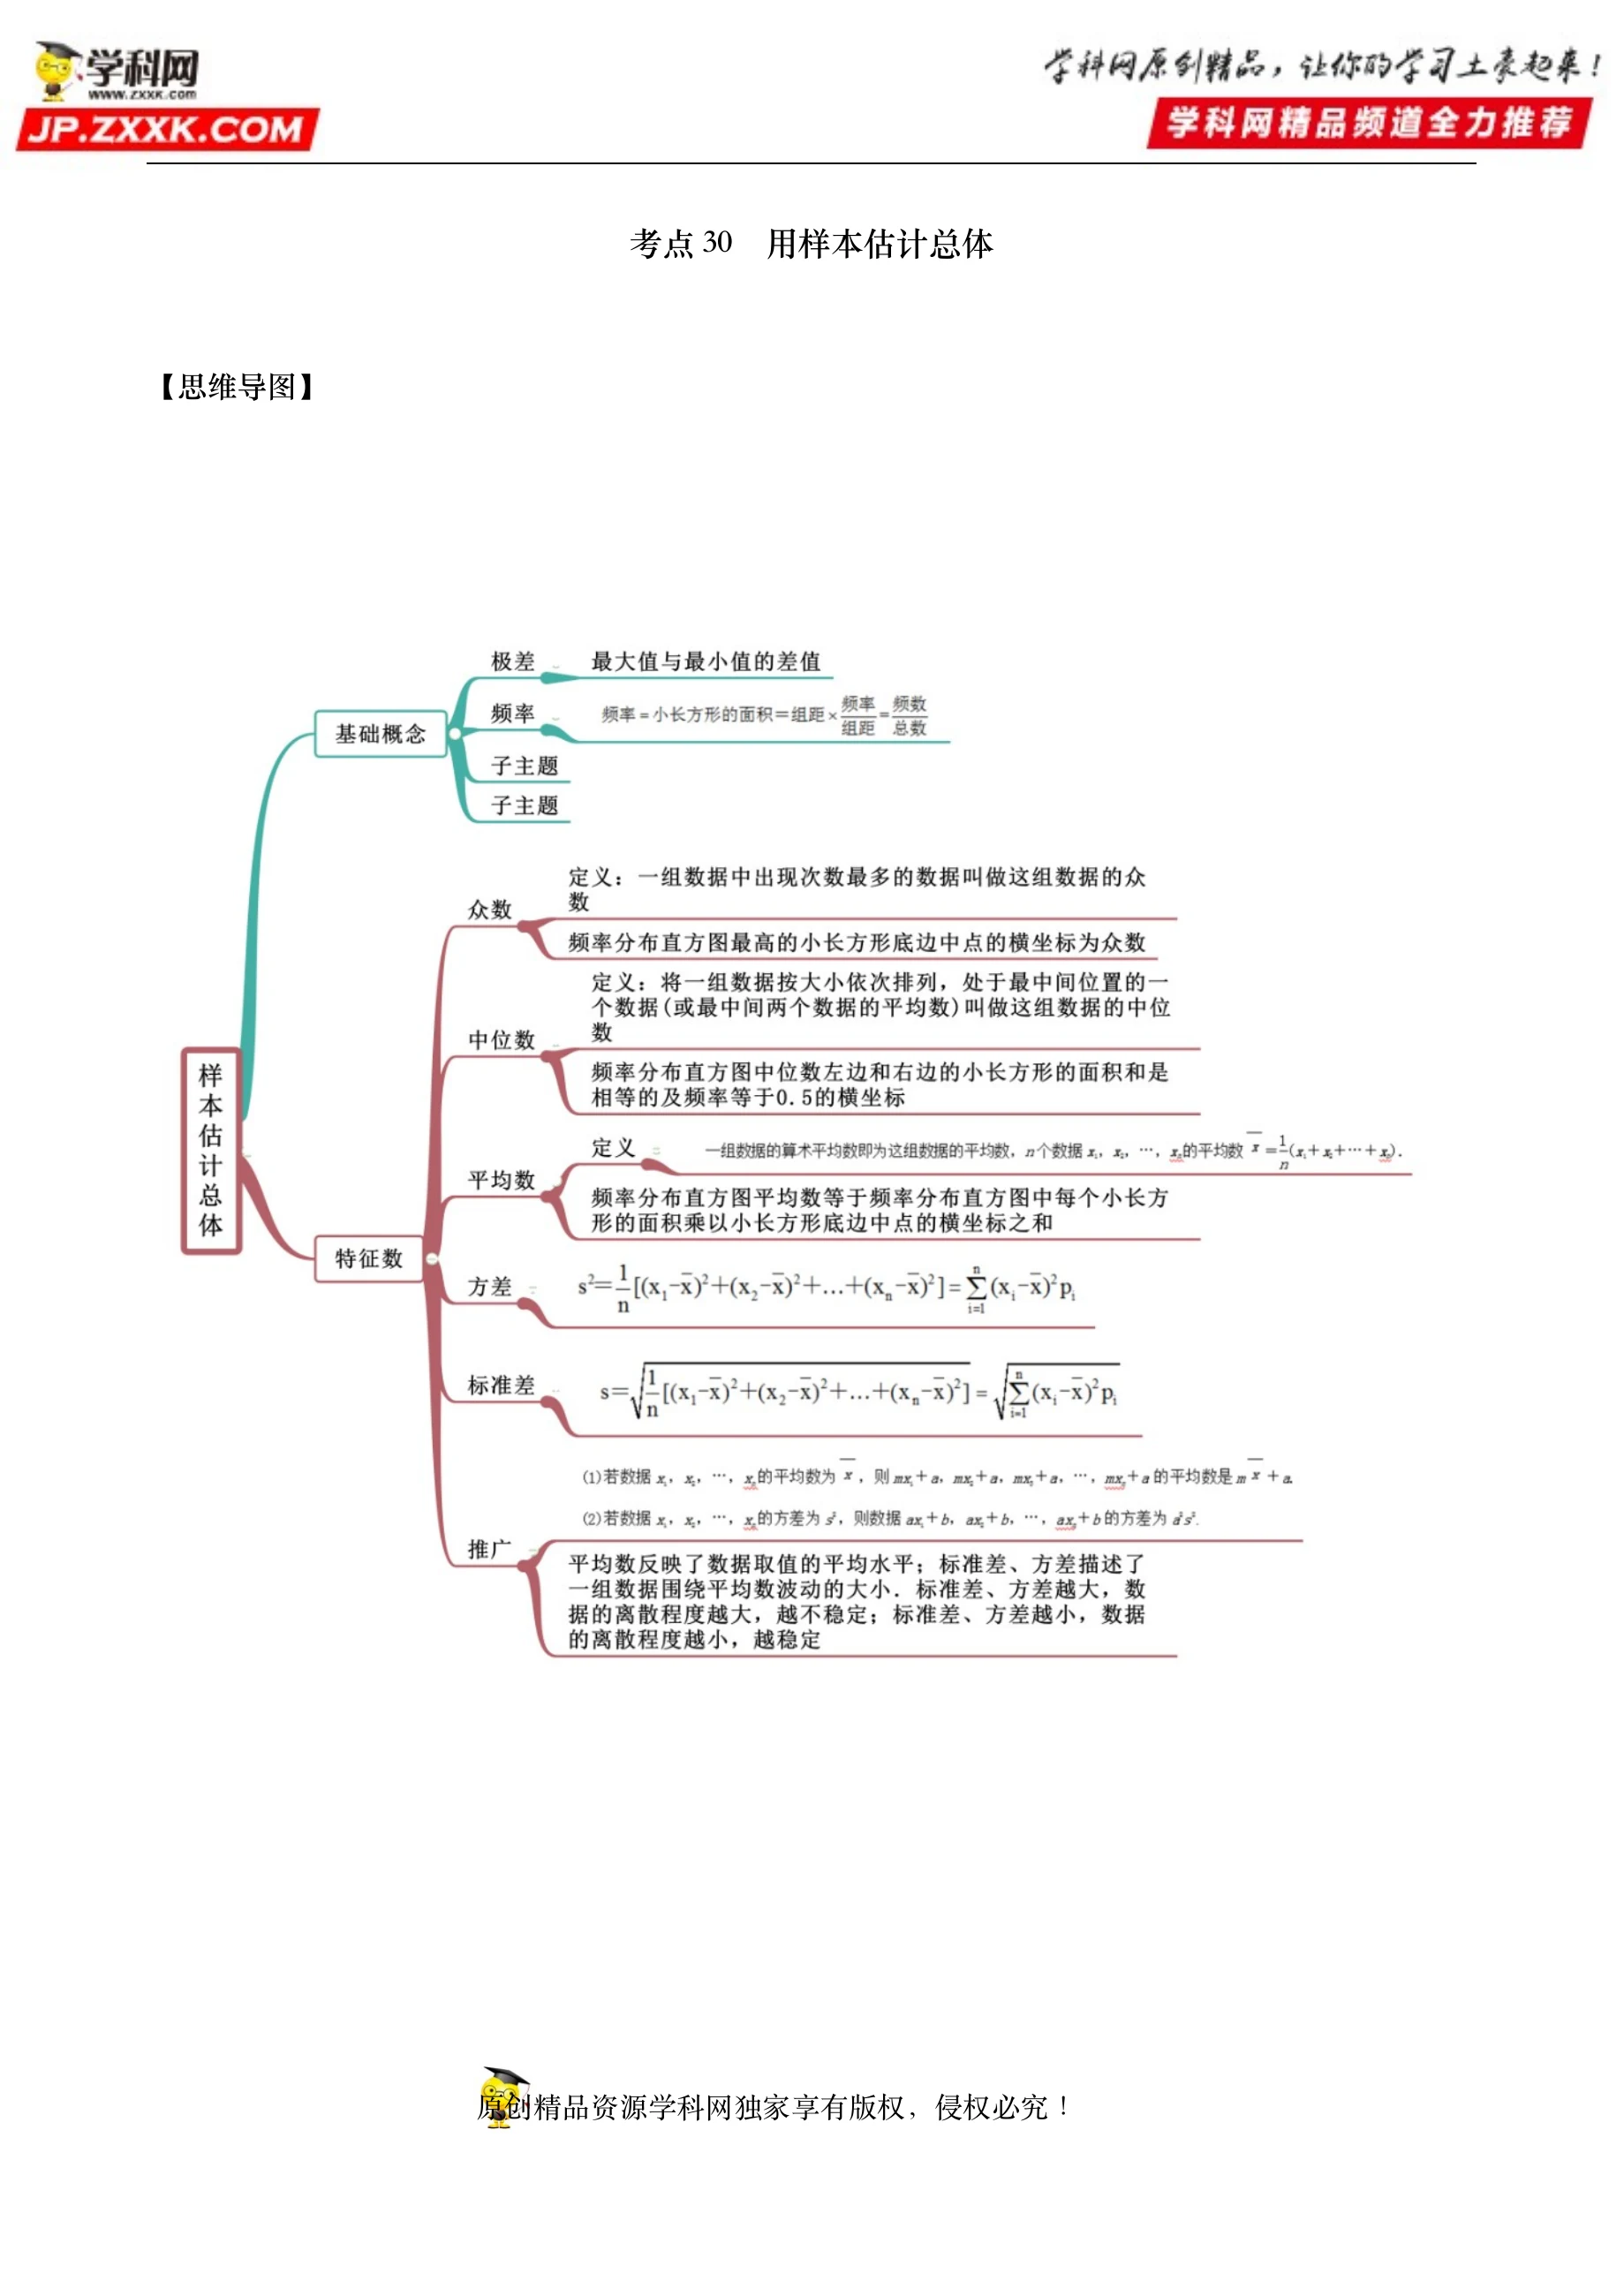 学科网
www.zxxk.com
JP.ZXXK.COM
学科网原创精品，让你的学习土豪起来！
学科网精品频道全力推荐
考点 30　用样本估计总体
【思维导图】
极差
最大值与最小值的差值
频率
频率＝小长方形的面积＝组距×频率/组距=频数/总数
基础概念
子主题
子主题
众数
定义：一组数据中出现次数最多的数据叫做这组数据的众
数
频率分布直方图最高的小长方形底边中点的横坐标为众数
中位数
定义：将一组数据按大小依次排列，处于最中间位置的一
个数据(或最中间两个数据的平均数)叫做这组数据的中位
数
频率分布直方图中位数左边和右边的小长方形的面积和是
相等的及频率等于0.5的横坐标
样本估计总体
平均数
定义
一组数据的算术平均数即为这组数据的平均数，n个数据x₁，x₂，…，xₙ的平均数x̄＝1/n(x₁＋x₂＋…＋xₙ)．
频率分布直方图平均数等于频率分布直方图中每个小长方
形的面积乘以小长方形底边中点的横坐标之和
特征数
方差
s²＝1/n[(x₁-x̄)²+(x₂-x̄)²+…+(xₙ-x̄)²]=∑ⁿᵢ₌₁(xᵢ-x̄)²pᵢ
标准差
s＝√(1/n[(x₁-x̄)²+(x₂-x̄)²+…+(xₙ-x̄)²])=√(∑ⁿᵢ₌₁(xᵢ-x̄)²pᵢ)
推广
(1)若数据x₁，x₂，…，xₙ的平均数为x̄，则mx₁＋a，mx₂＋a，mx₃＋a，…，mxₙ＋a的平均数是mx̄＋a.
(2)若数据x₁，x₂，…，xₙ的方差为s²，则数据ax₁＋b，ax₂＋b，…，axₙ＋b的方差为a²s².
平均数反映了数据取值的平均水平；标准差、方差描述了
一组数据围绕平均数波动的大小．标准差、方差越大，数
据的离散程度越大，越不稳定；标准差、方差越小，数据
的离散程度越小，越稳定
原创精品资源学科网独家享有版权，侵权必究！